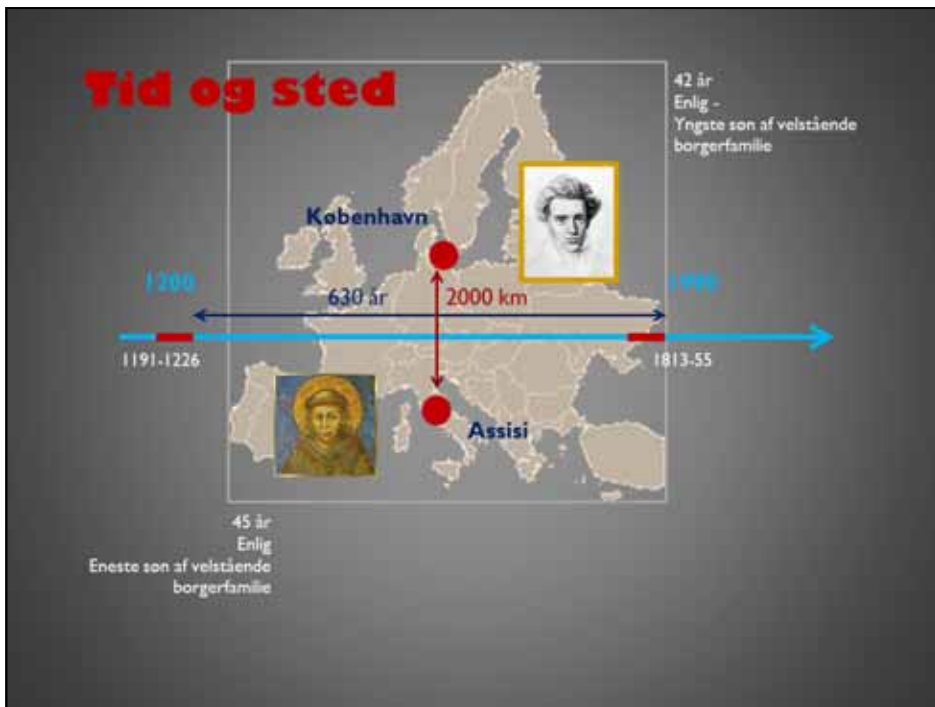 Tid og sted
42 år
Enlig -
Yngste søn af velstående
borgerfamilie
København
1200
1900
630 år
2000 km
1191-1226
1813-55
Assisi
45 år
Enlig
Eneste søn af velstående
borgerfamilie